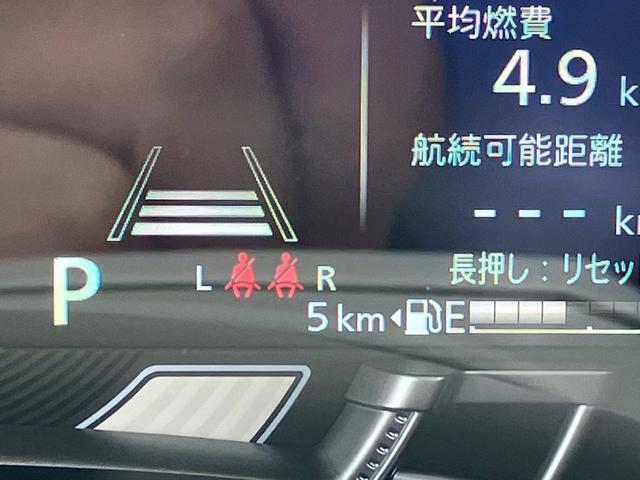 平均燃費
4.9 k
航続可能距離
--- km
長押し：リセッ
P
L R
5 km E